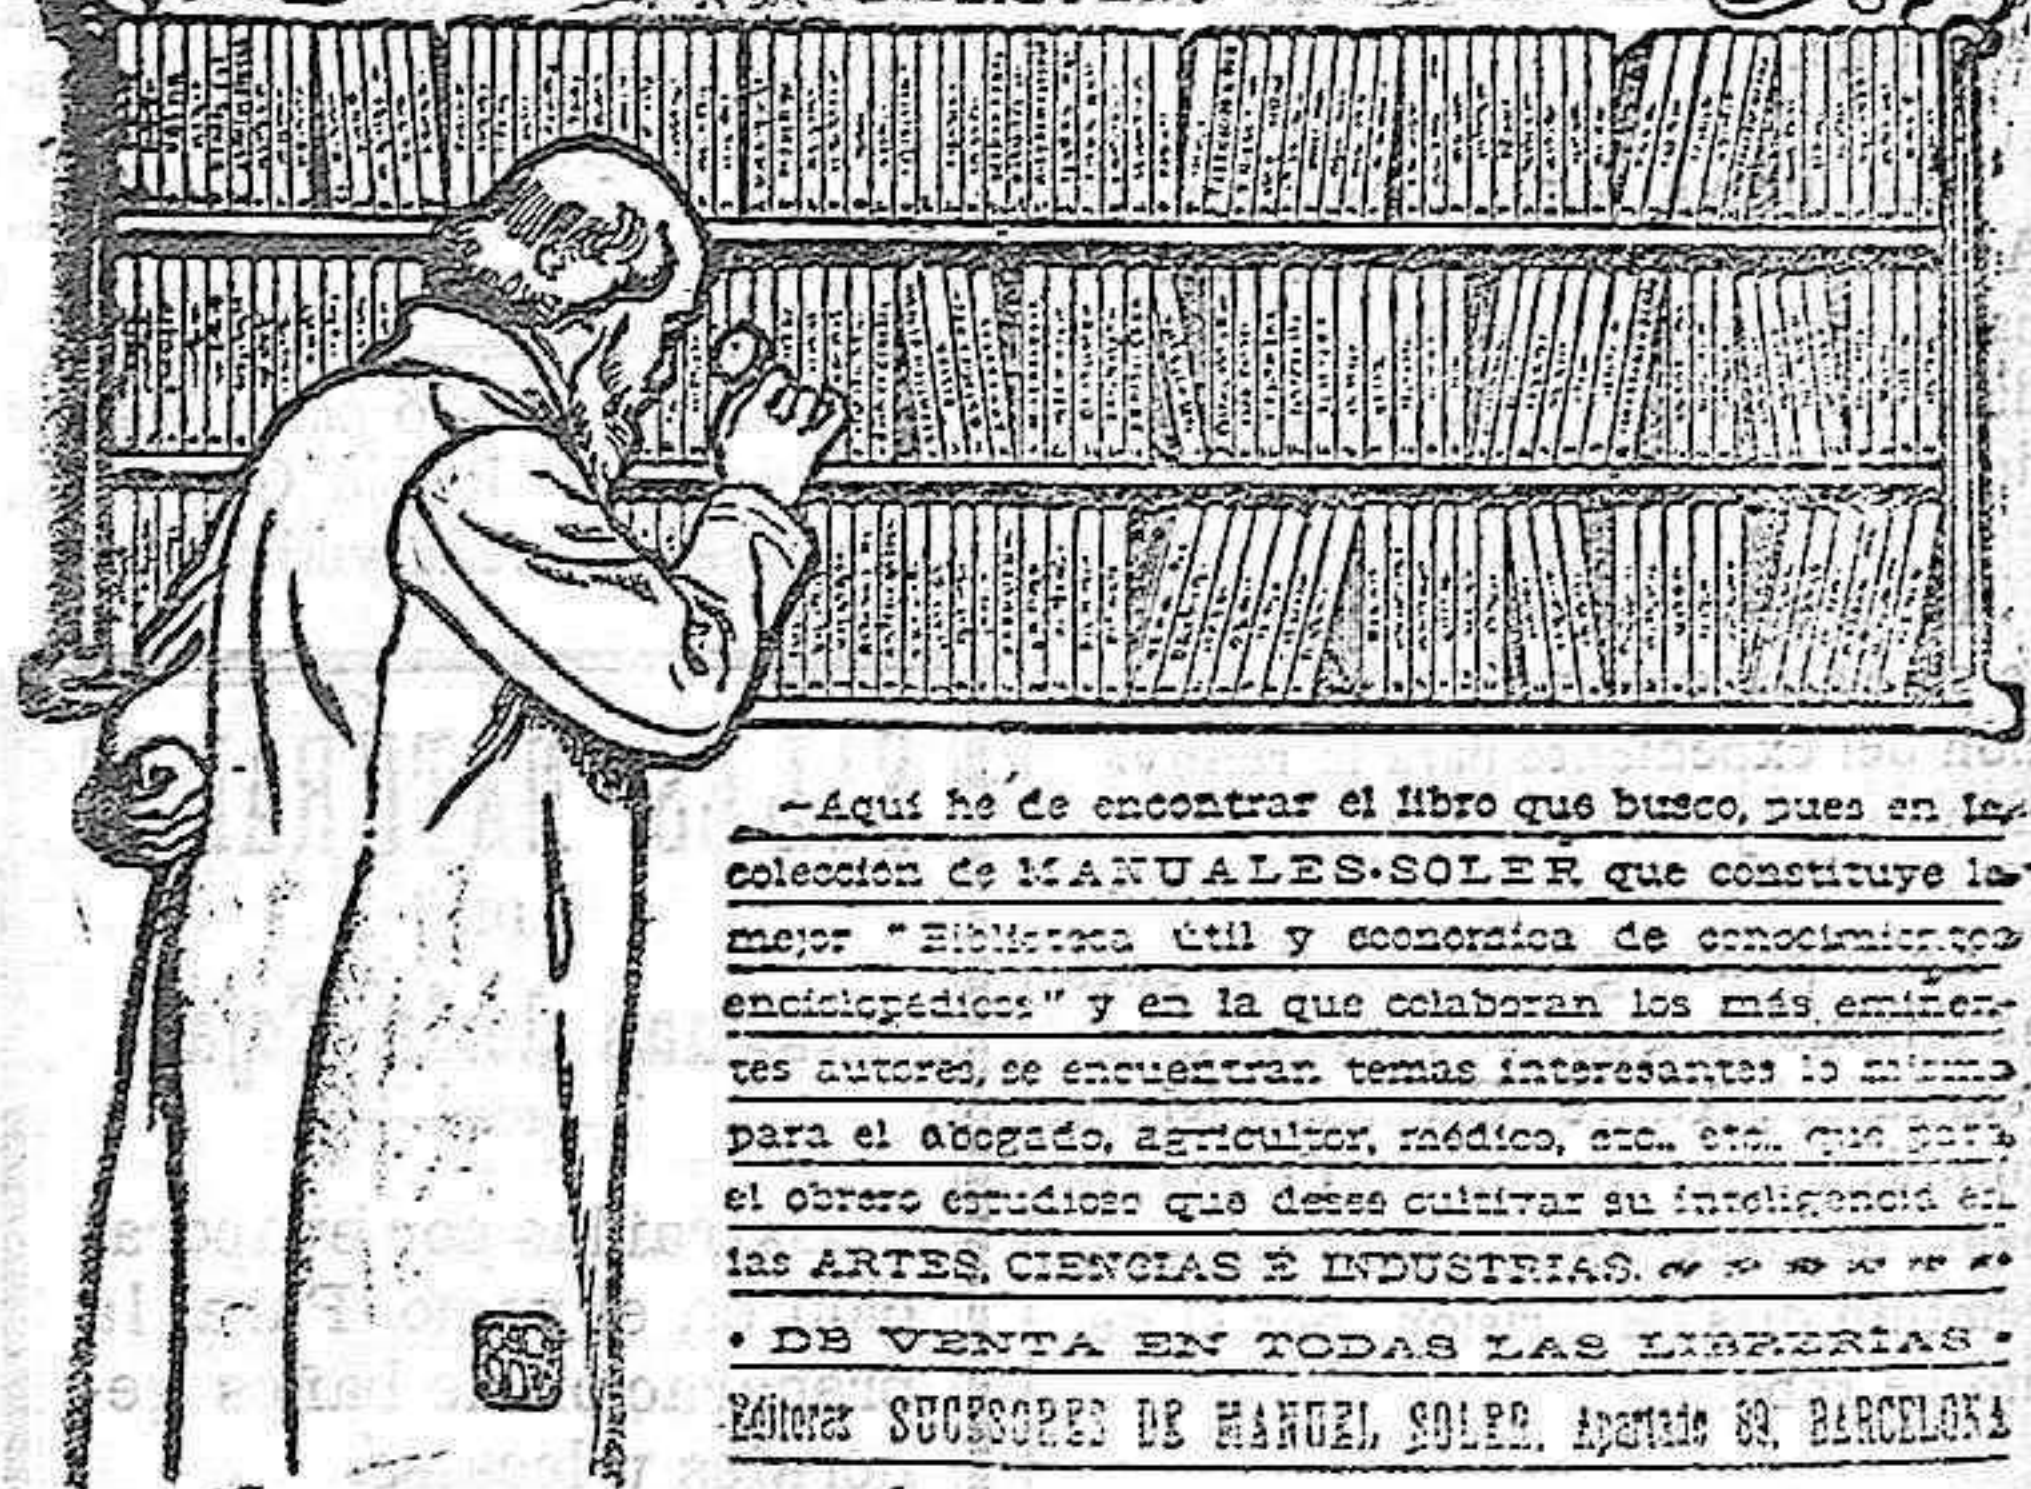 —Aquí he de encontrar el libro que busco, pues en la
colección de MANUALES·SOLER que constituye la
mejor "Biblioteca útil y económica de conocimientos
enciclopédicos" y en la que colaboran los más eminen-
tes autores, se encuentran temas interesantes lo mismo
para el abogado, agricultor, médico, etc., etc., que para
el obrero estudioso que desee cultivar su inteligencia en
las ARTES, CIENCIAS É INDUSTRIAS.
• DE VENTA EN TODAS LAS LIBRERÍAS •
Editores SUCESORES DE MANUEL SOLER, Apartado 89, BARCELONA